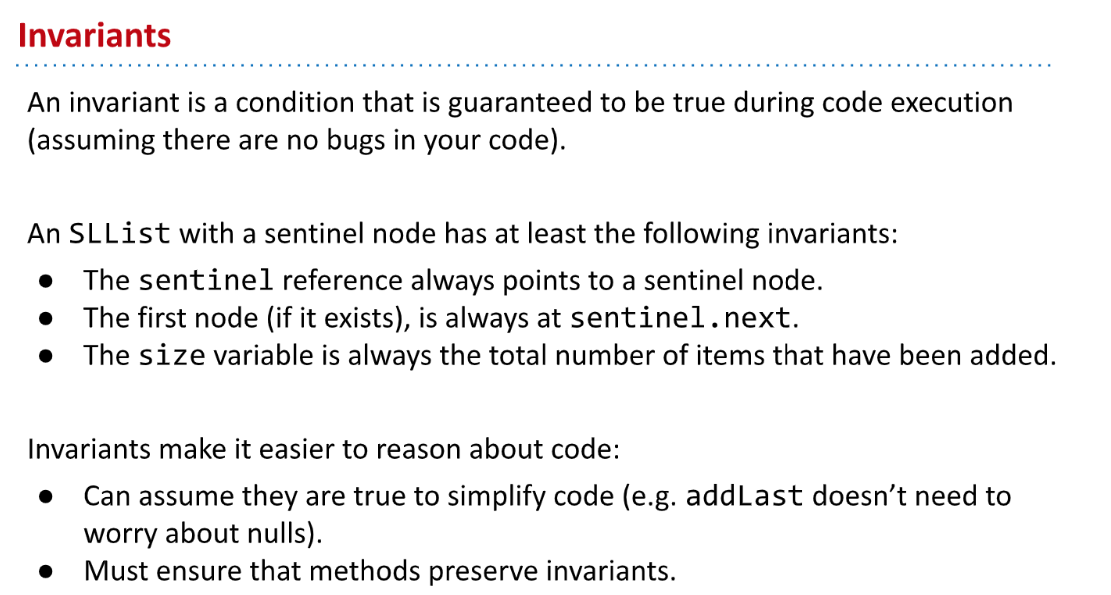 Invariants
An invariant is a condition that is guaranteed to be true during code execution
(assuming there are no bugs in your code).
An SLList with a sentinel node has at least the following invariants:
● The sentinel reference always points to a sentinel node.
● The first node (if it exists), is always at sentinel.next.
● The size variable is always the total number of items that have been added.
Invariants make it easier to reason about code:
● Can assume they are true to simplify code (e.g. addLast doesn’t need to
worry about nulls).
● Must ensure that methods preserve invariants.